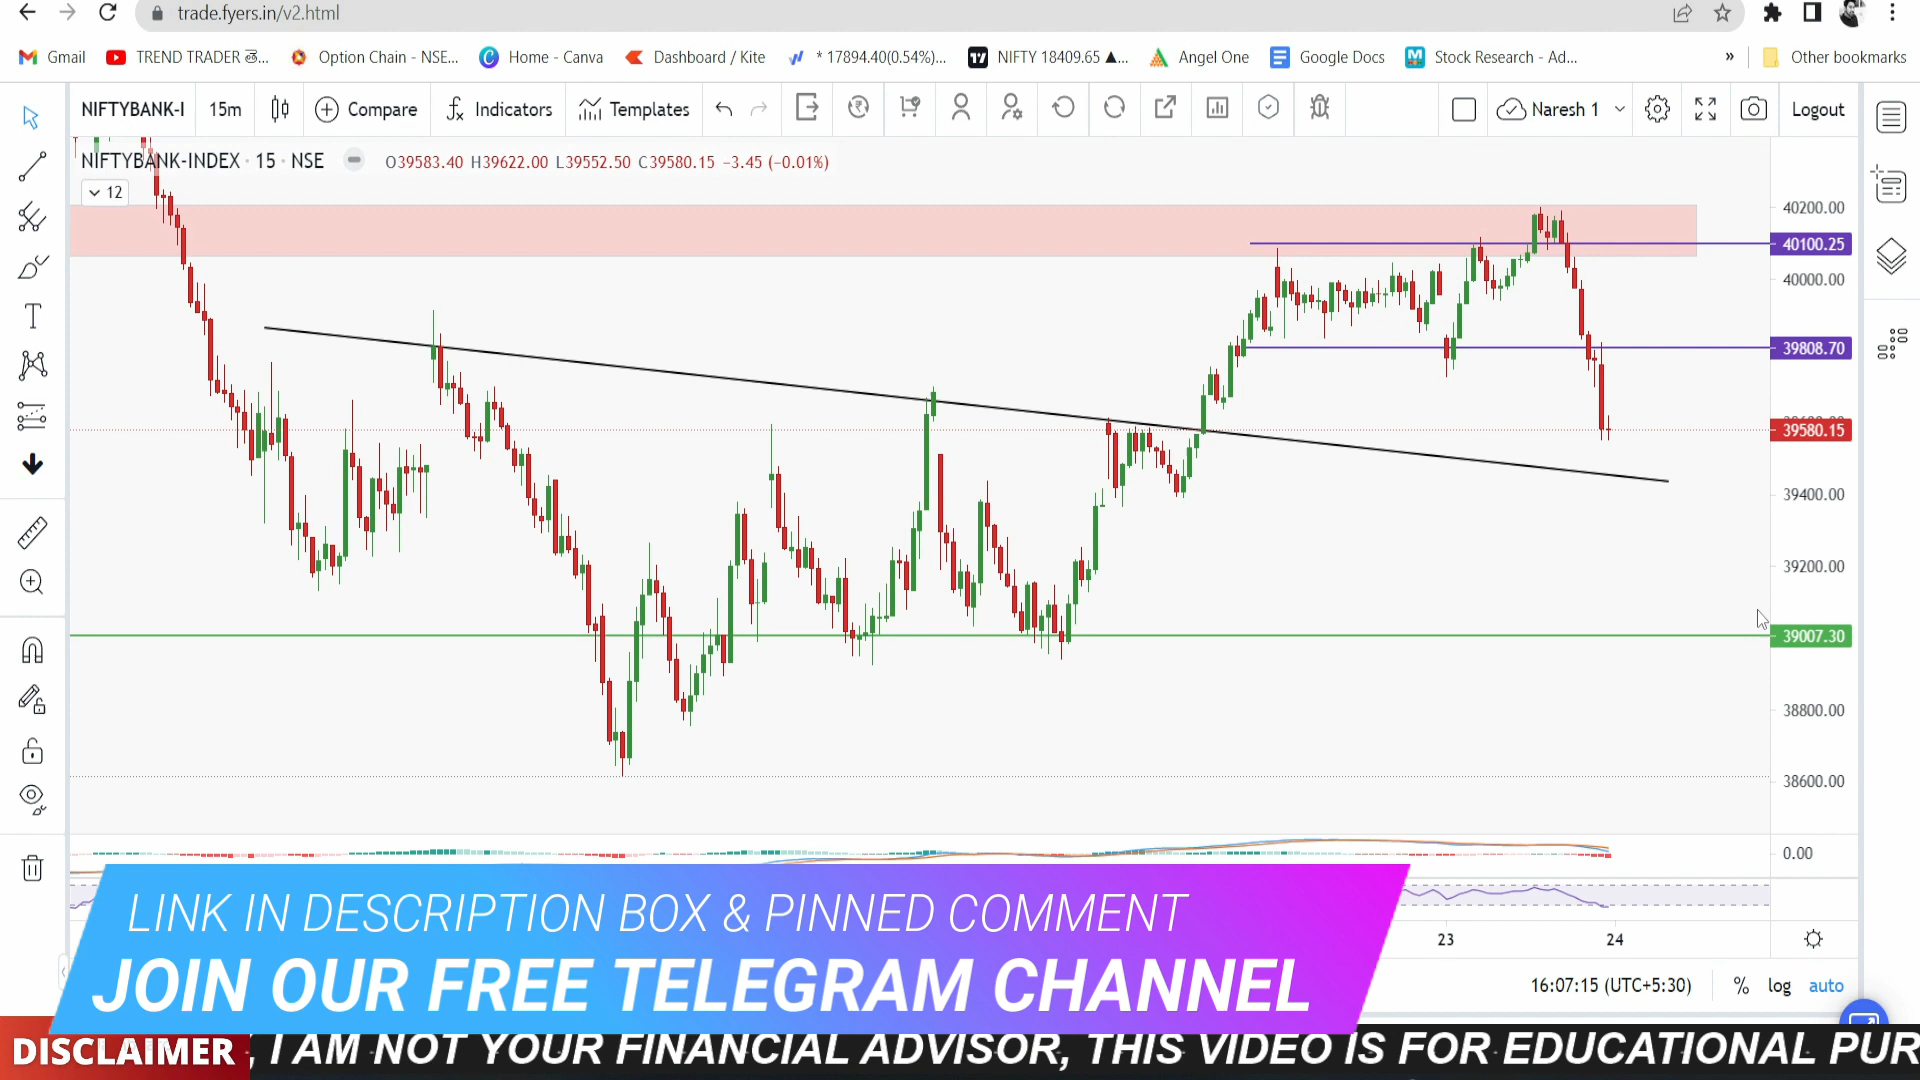 trade.fyers.in/v2.html
Gmail
TREND TRADER తె...
Option Chain - NSE...
Home - Canva
Dashboard / Kite
* 17894.40(0.54%)...
NIFTY 18409.65 ▲...
Angel One
Google Docs
Stock Research - Ad...
»
Other bookmarks
NIFTYBANK-I
15m
Compare
Indicators
Templates
Naresh 1
Logout
NIFTYBANK-INDEX · 15 · NSE
O39583.40 H39622.00 L39552.50 C39580.15 −3.45 (−0.01%)
12
40200.00
40100.25
40000.00
39808.70
39580.15
39400.00
39200.00
39007.30
38800.00
38600.00
0.00
23
24
16:07:15 (UTC+5:30)
%
log
auto
LINK IN DESCRIPTION BOX & PINNED COMMENT
JOIN OUR FREE TELEGRAM CHANNEL
DISCLAIMER
, I AM NOT YOUR FINANCIAL ADVISOR, THIS VIDEO IS FOR EDUCATIONAL PUR